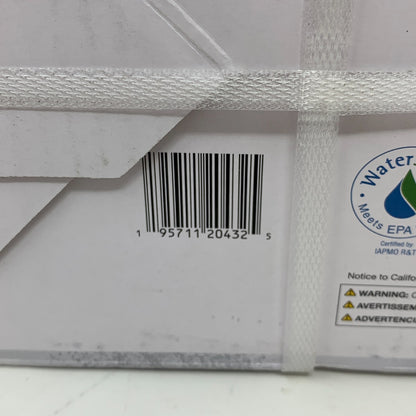 1 95711 20432 5
Water
Meets EPA
Certified by
IAPMO R&T
Notice to Califo
WARNING: C
AVERTISSEM
ADVERTENC